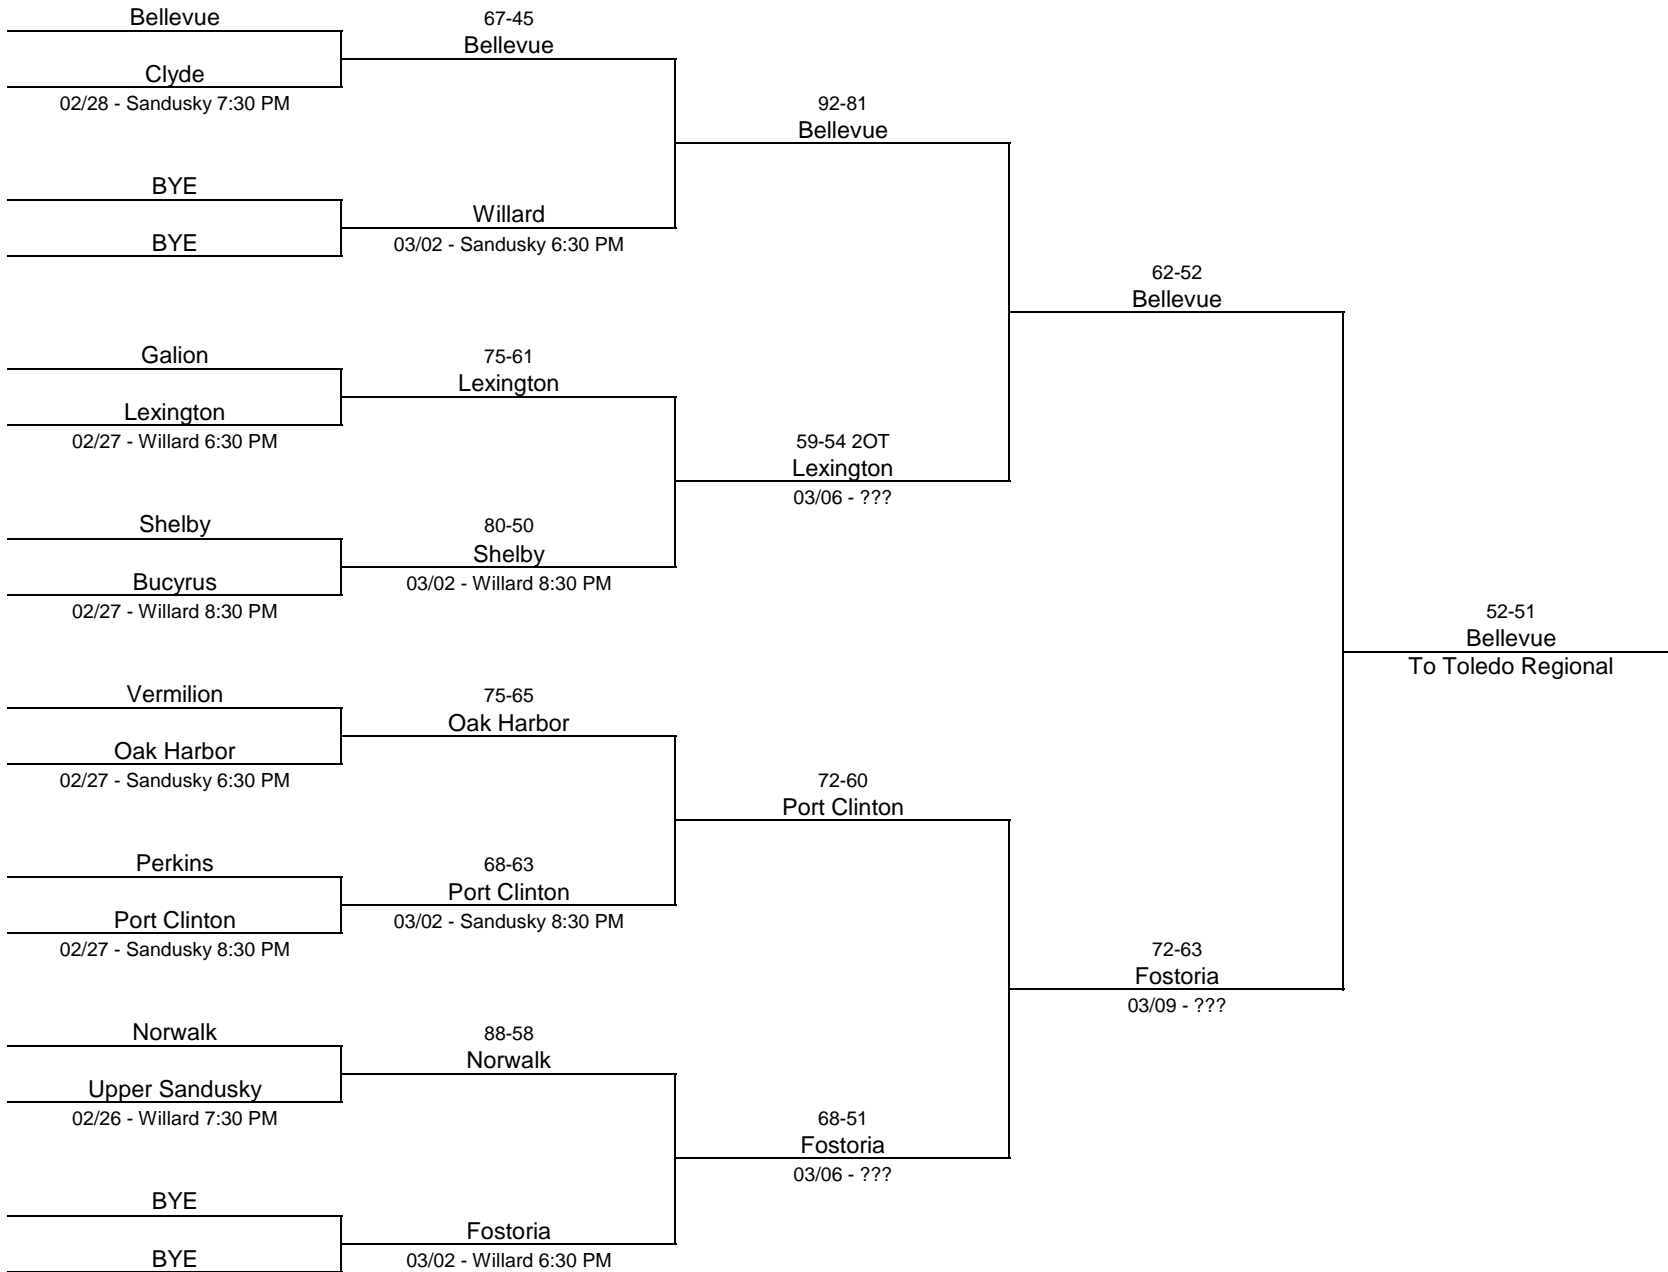 Bellevue
Clyde
02/28 - Sandusky 7:30 PM
BYE
BYE
Galion
Lexington
02/27 - Willard 6:30 PM
Shelby
Bucyrus
02/27 - Willard 8:30 PM
Vermilion
Oak Harbor
02/27 - Sandusky 6:30 PM
Perkins
Port Clinton
02/27 - Sandusky 8:30 PM
Norwalk
Upper Sandusky
02/26 - Willard 7:30 PM
BYE
BYE
67-45
Bellevue
Willard
03/02 - Sandusky 6:30 PM
75-61
Lexington
80-50
Shelby
03/02 - Willard 8:30 PM
75-65
Oak Harbor
68-63
Port Clinton
03/02 - Sandusky 8:30 PM
88-58
Norwalk
Fostoria
03/02 - Willard 6:30 PM
92-81
Bellevue
59-54 2OT
Lexington
03/06 - ???
72-60
Port Clinton
68-51
Fostoria
03/06 - ???
62-52
Bellevue
72-63
Fostoria
03/09 - ???
52-51
Bellevue
To Toledo Regional